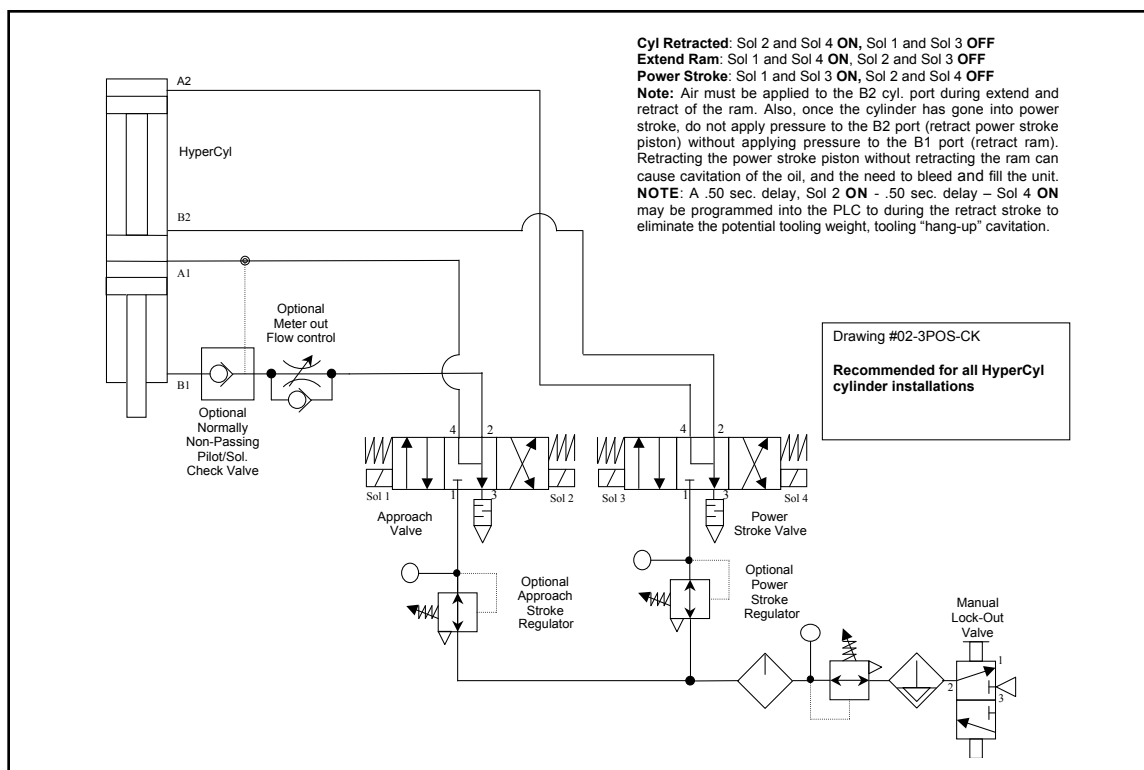 Cyl Retracted: Sol 2 and Sol 4 ON, Sol 1 and Sol 3 OFF
Extend Ram: Sol 1 and Sol 4 ON, Sol 2 and Sol 3 OFF
Power Stroke: Sol 1 and Sol 3 ON, Sol 2 and Sol 4 OFF
Note: Air must be applied to the B2 cyl. port during extend and
retract of the ram. Also, once the cylinder has gone into power
stroke, do not apply pressure to the B2 port (retract power stroke
piston) without applying pressure to the B1 port (retract ram).
Retracting the power stroke piston without retracting the ram can
cause cavitation of the oil, and the need to bleed and fill the unit.
NOTE: A .50 sec. delay, Sol 2 ON - .50 sec. delay – Sol 4 ON
may be programmed into the PLC to during the retract stroke to
eliminate the potential tooling weight, tooling “hang-up” cavitation.
A2
HyperCyl
B2
A1
Optional
Meter out
Flow control
B1
Optional
Normally
Non-Passing
Pilot/Sol.
Check Valve
Drawing #02-3POS-CK
Recommended for all HyperCyl
cylinder installations
4 2
Sol 1 1 3 Sol 2
Approach
Valve
4 2
Sol 3 1 3 Sol 4
Power
Stroke Valve
Optional
Approach
Stroke
Regulator
Optional
Power
Stroke
Regulator
Manual
Lock-Out
Valve
1
2
3